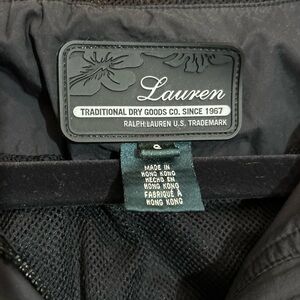 Lauren
TRADITIONAL DRY GOODS CO. SINCE 1967
RALPH LAUREN U.S. TRADEMARK
MADE IN
HONG KONG
HECHO EN
HONG KONG
FABRIQUÉ À
HONG KONG